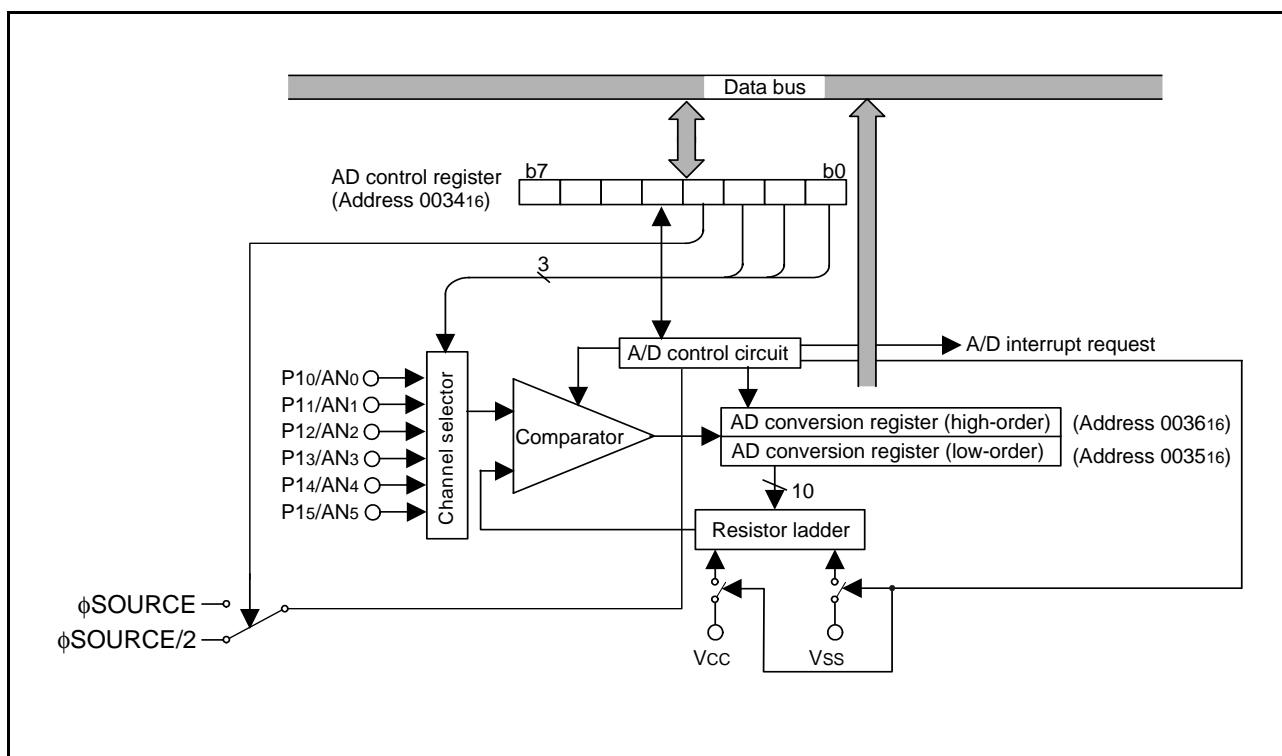 Data bus
b7
b0
AD control register
(Address 003416)
3
A/D control circuit
A/D interrupt request
P10/AN0
P11/AN1
P12/AN2
P13/AN3
P14/AN4
P15/AN5
Channel selector
Comparator
AD conversion register (high-order)
(Address 003616)
AD conversion register (low-order)
(Address 003516)
10
Resistor ladder
ϕSOURCE
ϕSOURCE/2
VCC
VSS